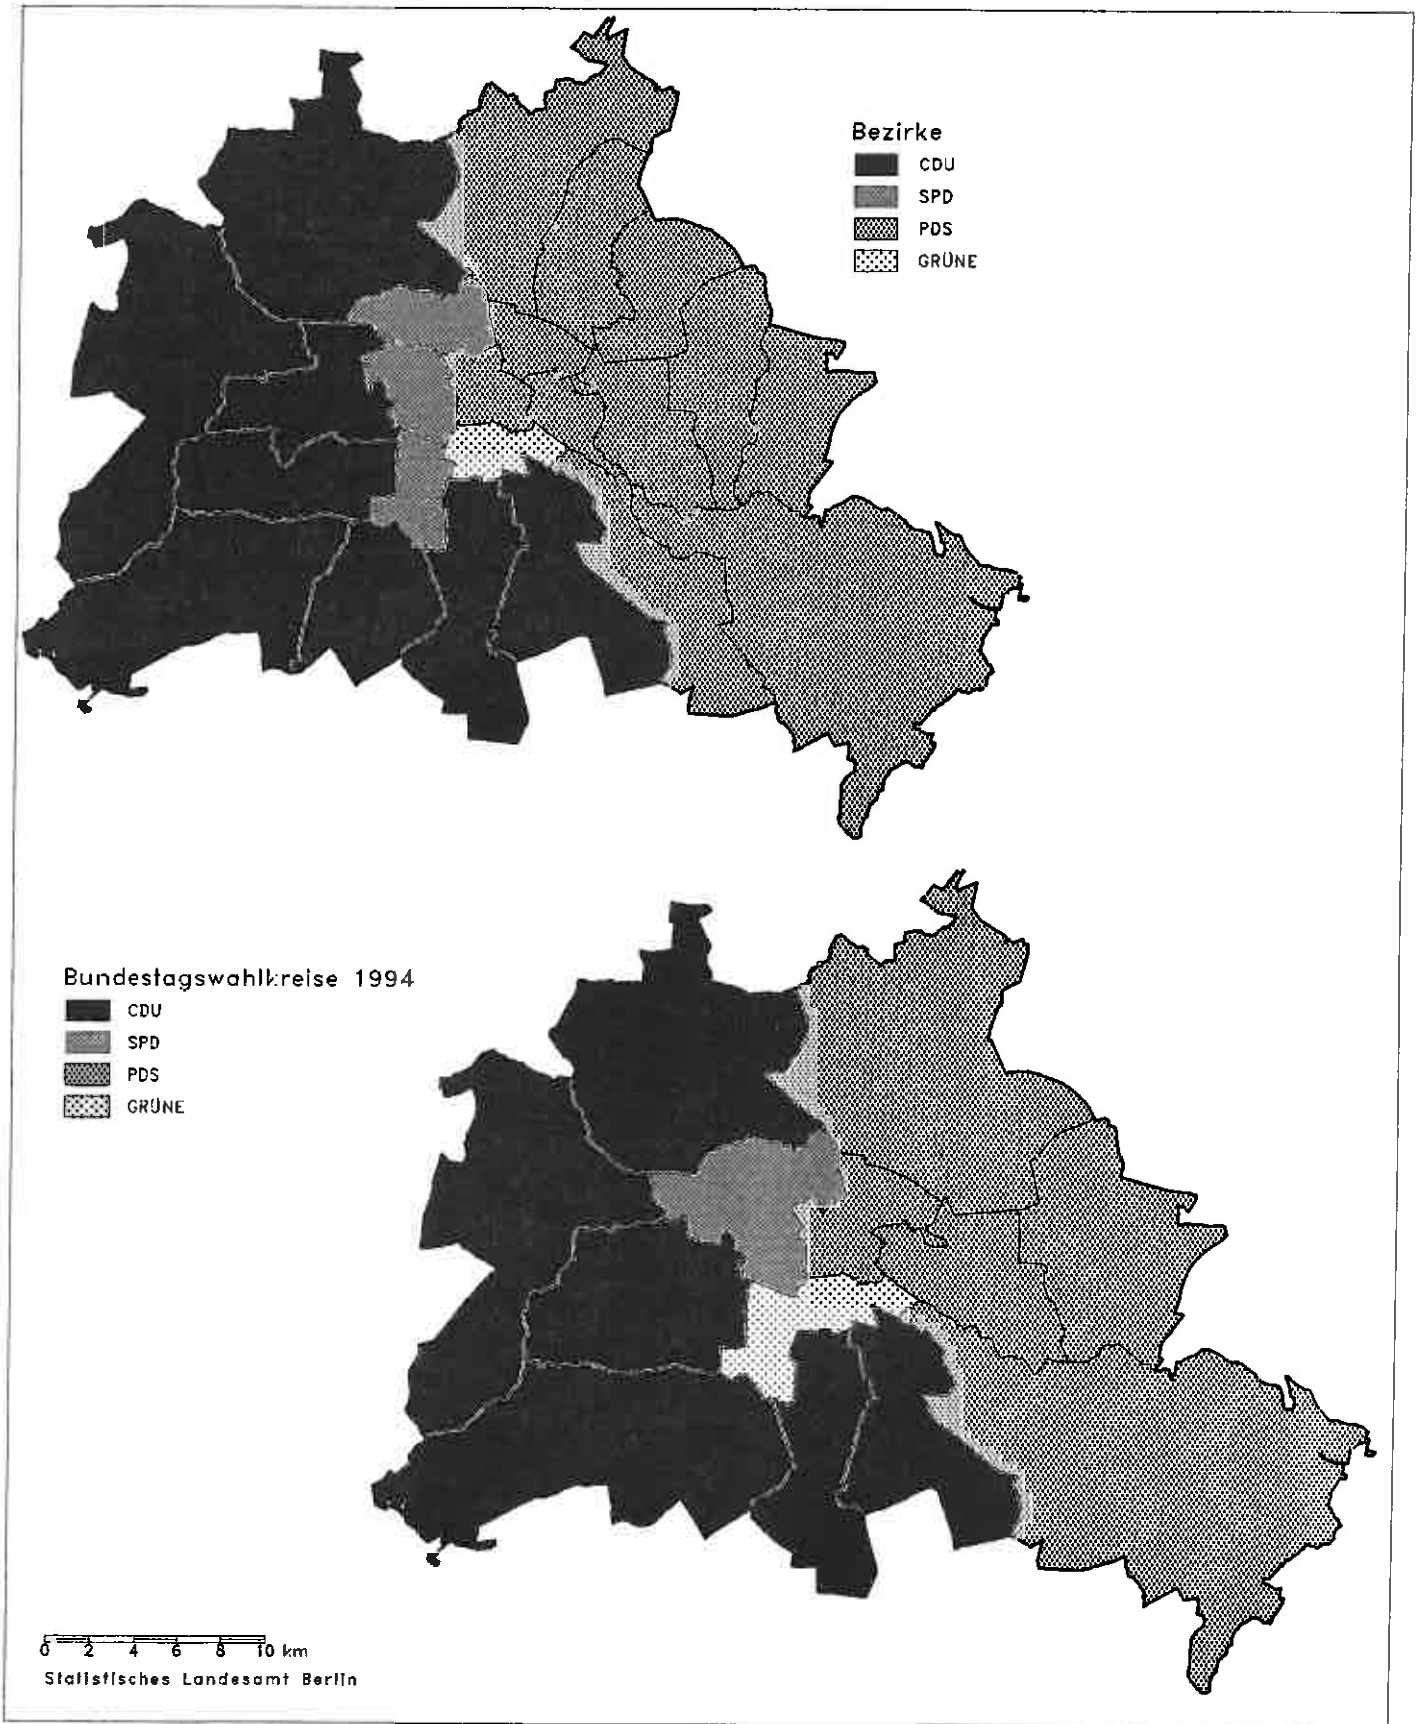 Bezirke
CDU
SPD
PDS
GRÜNE
Bundestagswahlkreise 1994
CDU
SPD
PDS
GRÜNE
0 2 4 6 8 10 km
Statistisches Landesamt Berlin